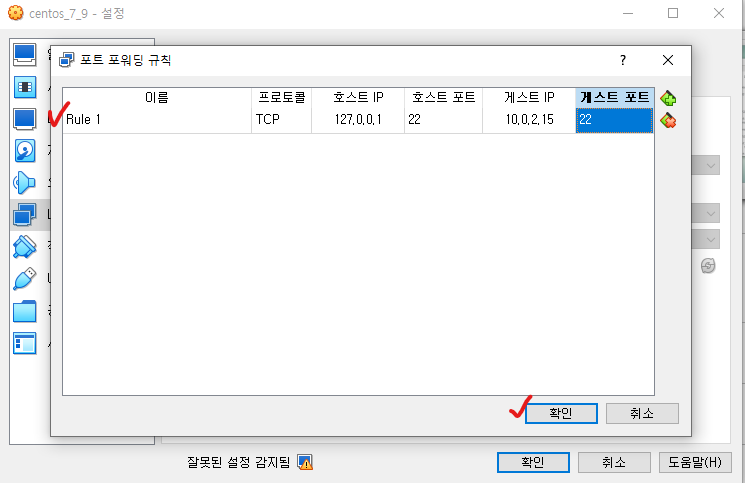 centos_7_9 - 설정
포트 포워딩 규칙
?
이름 프로토콜 호스트 IP 호스트 포트 게스트 IP 게스트 포트
Rule 1 TCP 127.0.0.1 22 10.0.2.15 22
확인 취소
잘못된 설정 감지됨 확인 취소 도움말(H)